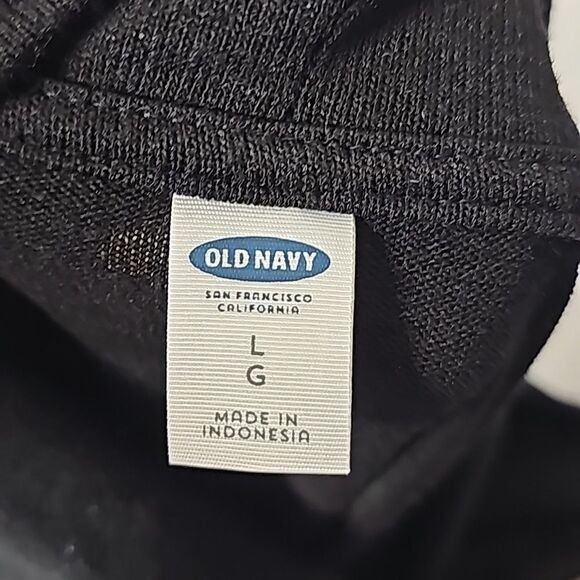 OLD NAVY
SAN FRANCISCO
CALIFORNIA
L
G
MADE IN
INDONESIA